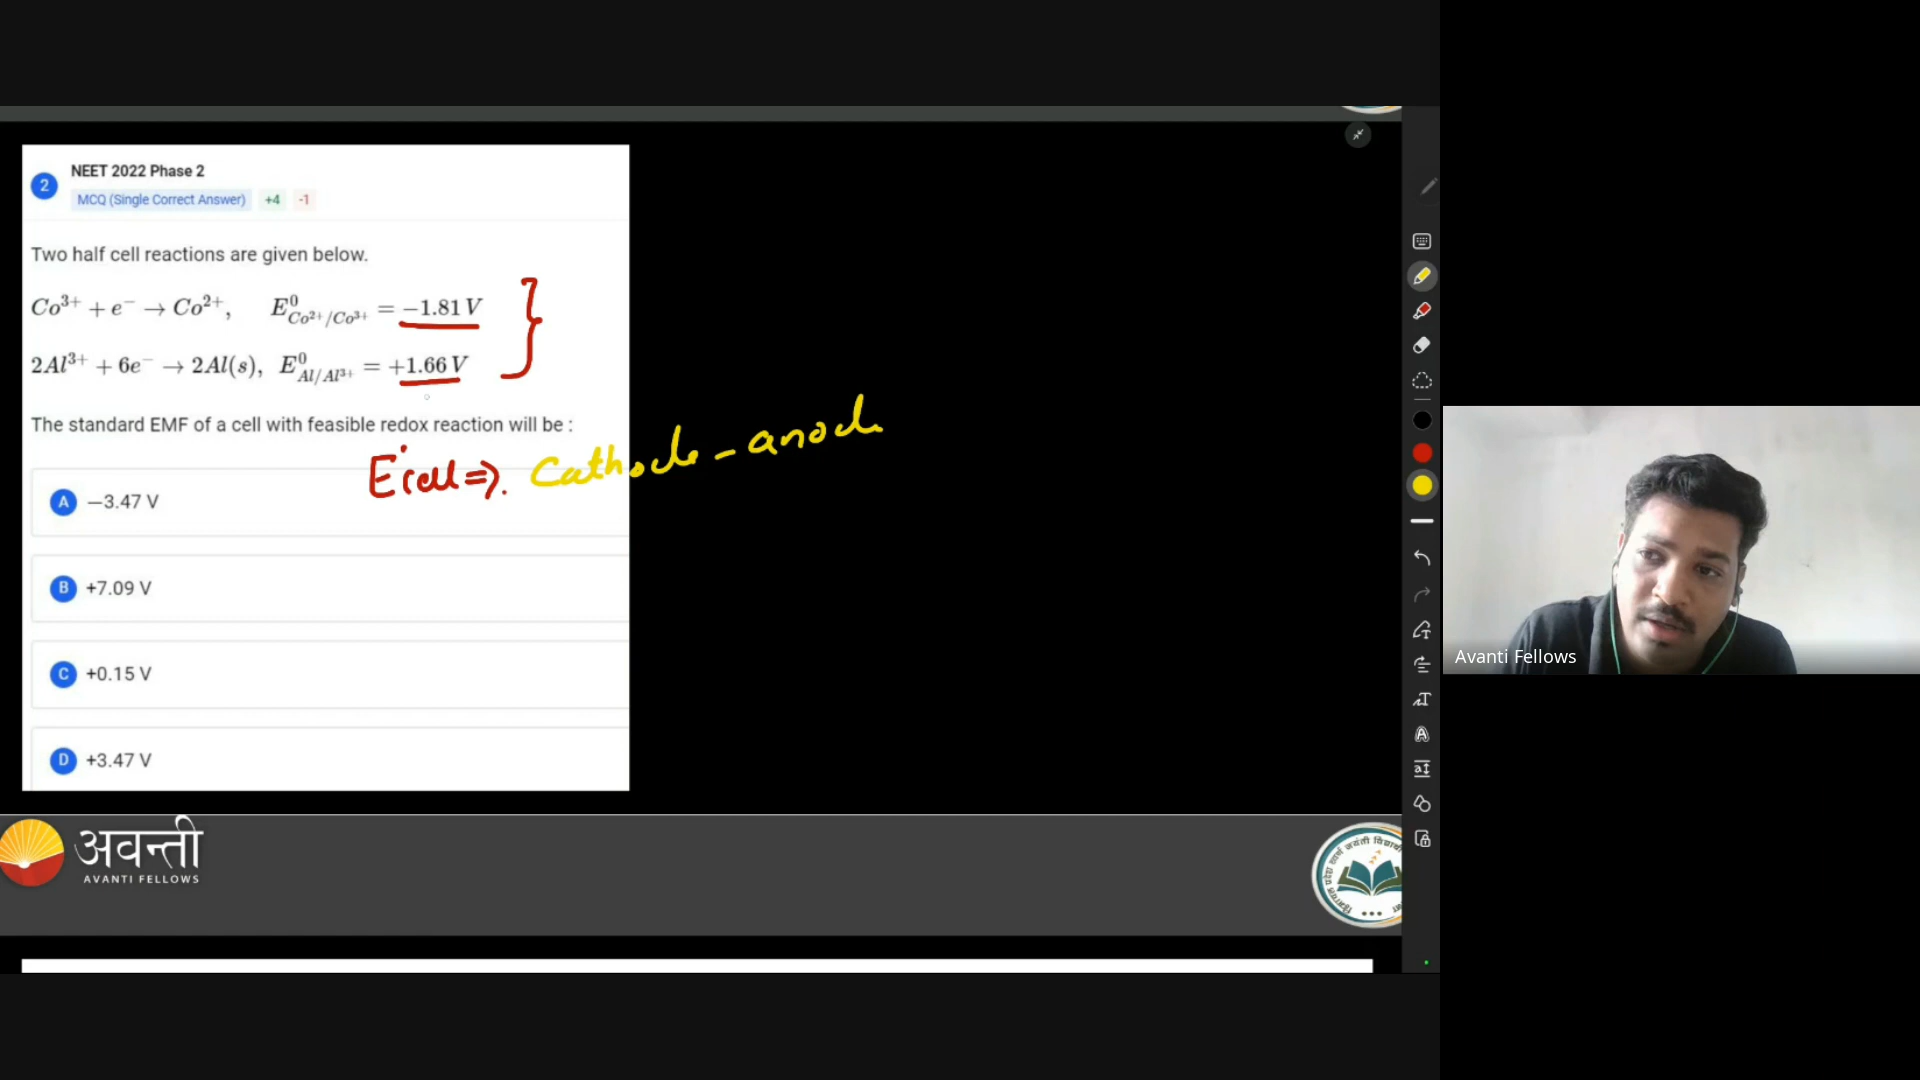 2
NEET 2022 Phase 2
MCQ (Single Correct Answer) +4 -1
Two half cell reactions are given below.
Co³⁺ + e⁻ → Co²⁺, E⁰Co²⁺/Co³⁺ = −1.81 V
2Al³⁺ + 6e⁻ → 2Al(s), E⁰Al/Al³⁺ = +1.66 V
The standard EMF of a cell with feasible redox reaction will be :
E°cell ⇒ Cathode - anode
A −3.47 V
B +7.09 V
C +0.15 V
D +3.47 V
अवन्ती
AVANTI FELLOWS
Avanti Fellows